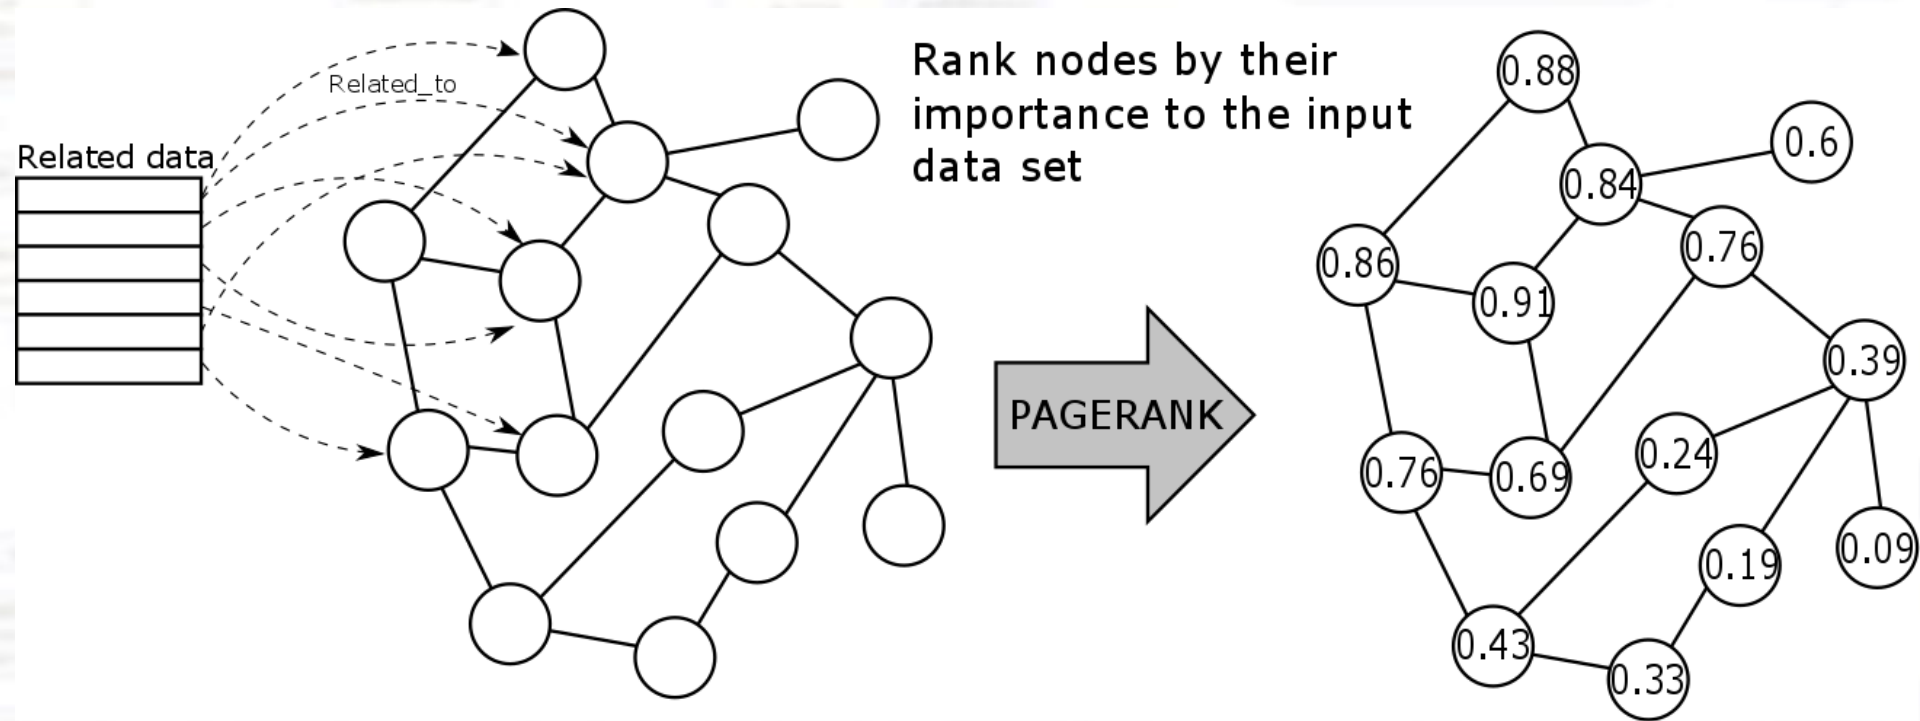 Related data
Related_to
Rank nodes by their
importance to the input
data set
PAGERANK
0.88
0.6
0.84
0.76
0.86
0.91
0.39
0.24
0.76
0.69
0.19
0.09
0.43
0.33